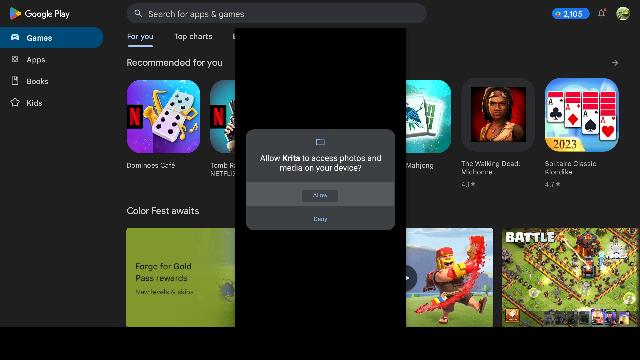 Google Play
Search for apps & games
2,105
Games
Apps
Books
Kids
For you
Top charts
Recommended for you
Dominoes Café
Tomb Ra
NETFLI
Mahjong
The Walking Dead:
Michonne
4.1★
Solitaire Classic
Klondike
4.7★
2023
Allow Krita to access photos and
media on your device?
Allow
Deny
Color Fest awaits
Forge for Gold
Pass rewards
New levels & skins
BATTLE